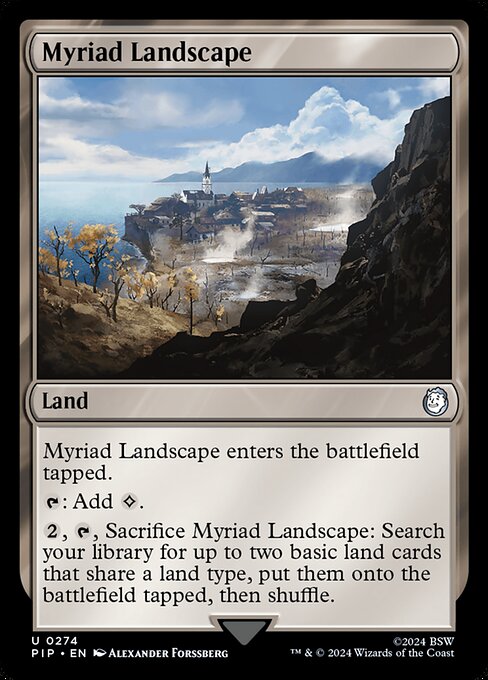 Myriad Landscape
Land
Myriad Landscape enters the battlefield
tapped.
: Add .
2, , Sacrifice Myriad Landscape: Search
your library for up to two basic land cards
that share a land type, put them onto the
battlefield tapped, then shuffle.
U 0274
PIP • EN ALEXANDER FORSSBERG
©2024 BSW
™ & © 2024 Wizards of the Coast